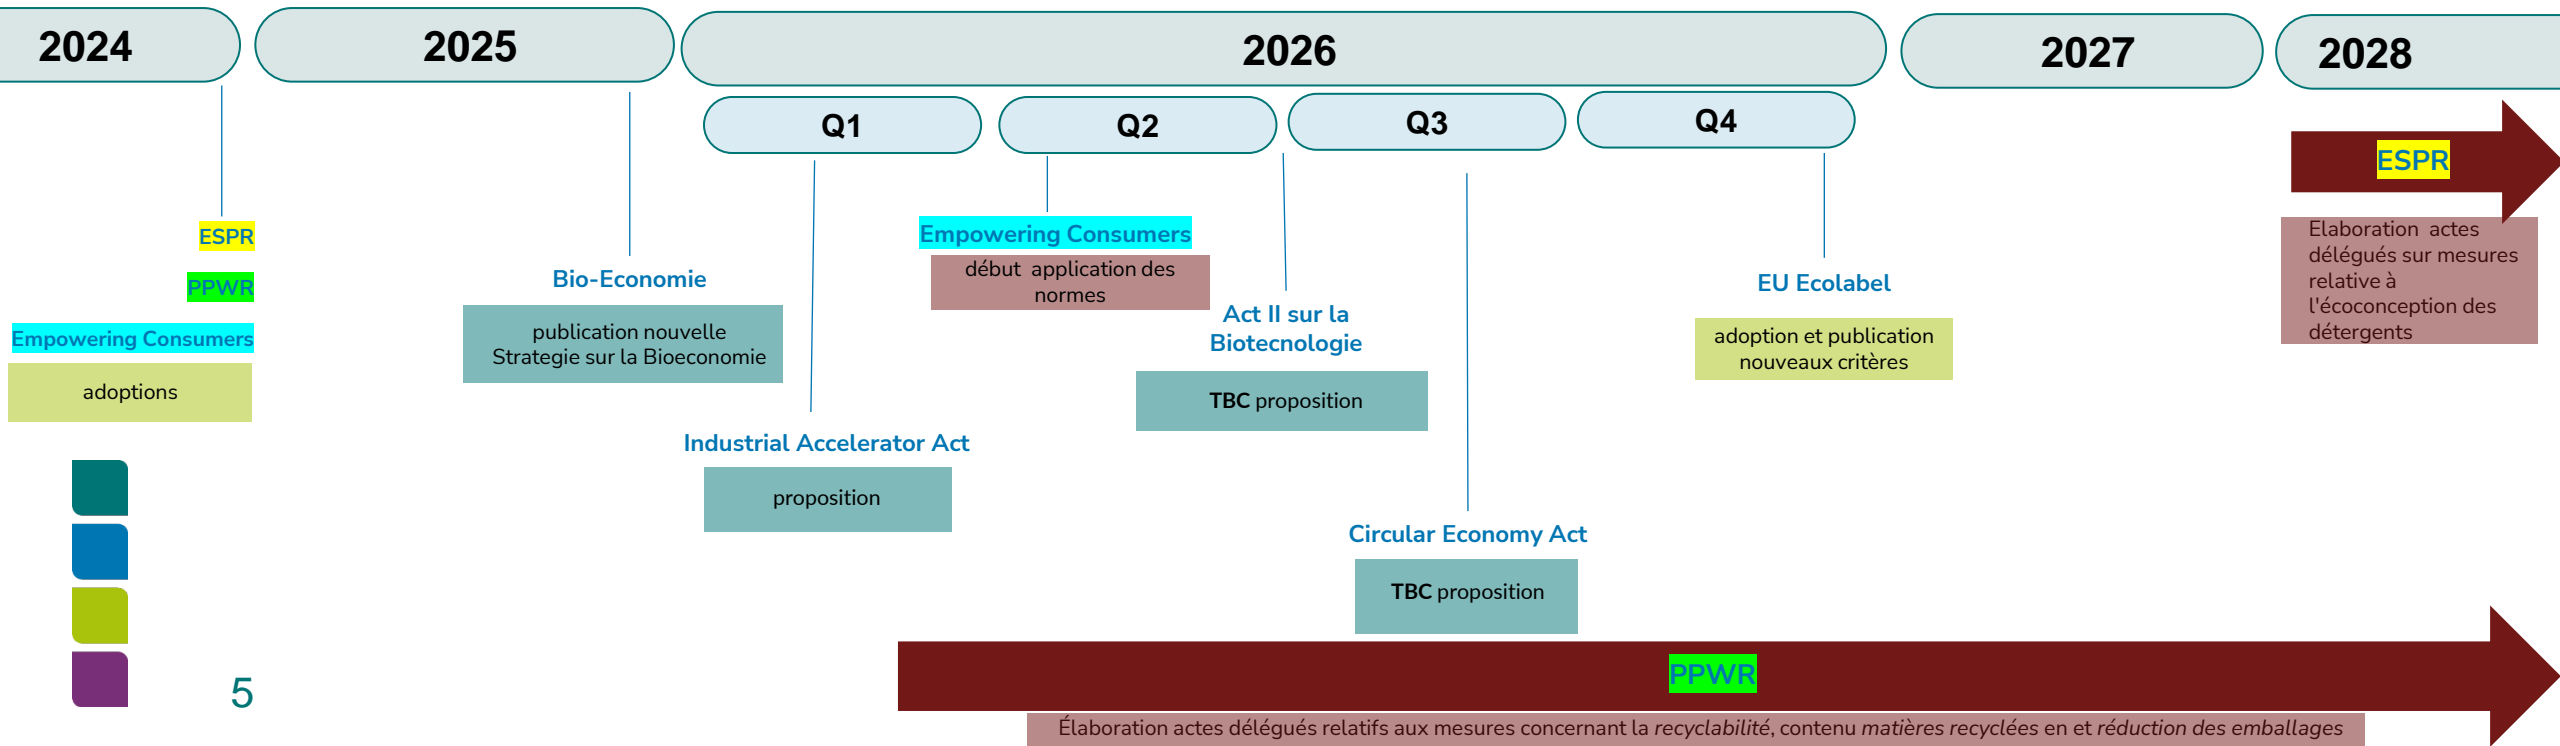 2024
2025
2026
2027
2028
Q1
Q2
Q3
Q4
ESPR
PPWR
Empowering Consumers
adoptions
Bio-Economie
publication nouvelle
Strategie sur la Bioeconomie
Industrial Accelerator Act
proposition
Empowering Consumers
début application des
normes
Act II sur la
Biotecnologie
TBC proposition
Circular Economy Act
TBC proposition
EU Ecolabel
adoption et publication
nouveaux critères
ESPR
Elaboration actes
délégués sur mesures
relative à
l'écoconception des
détergents
PPWR
Élaboration actes délégués relatifs aux mesures concernant la recyclabilité, contenu matières recyclées en et réduction des emballages
5